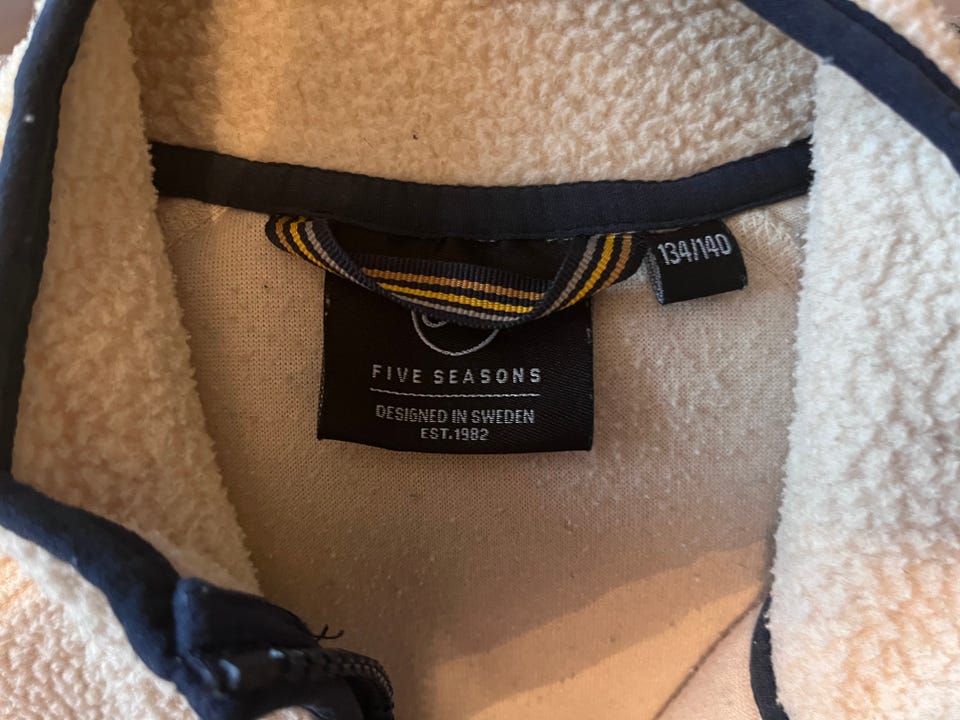 134/140
FIVE SEASONS
DESIGNED IN SWEDEN
EST.1982